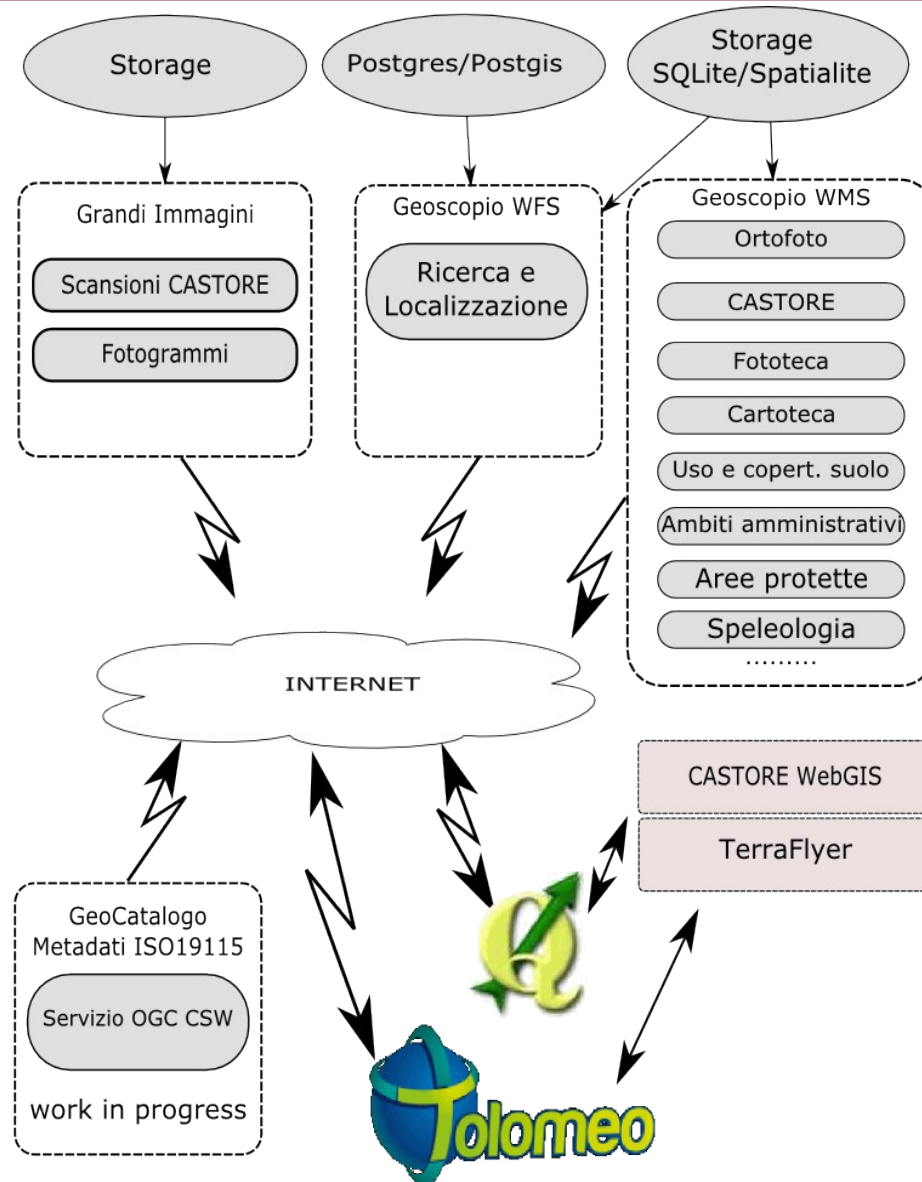 Storage
Postgres/Postgis
Storage
SQLite/Spatialite
Grandi Immagini
Scansioni CASTORE
Fotogrammi
Geoscopio WFS
Ricerca e
Localizzazione
Geoscopio WMS
Ortofoto
CASTORE
Fototeca
Cartoteca
Uso e copert. suolo
Ambiti amministrativi
Aree protette
Speleologia
.........
INTERNET
CASTORE WebGIS
TerraFlyer
GeoCatalogo
Metadati ISO19115
Servizio OGC CSW
work in progress
Q
Tolomeo